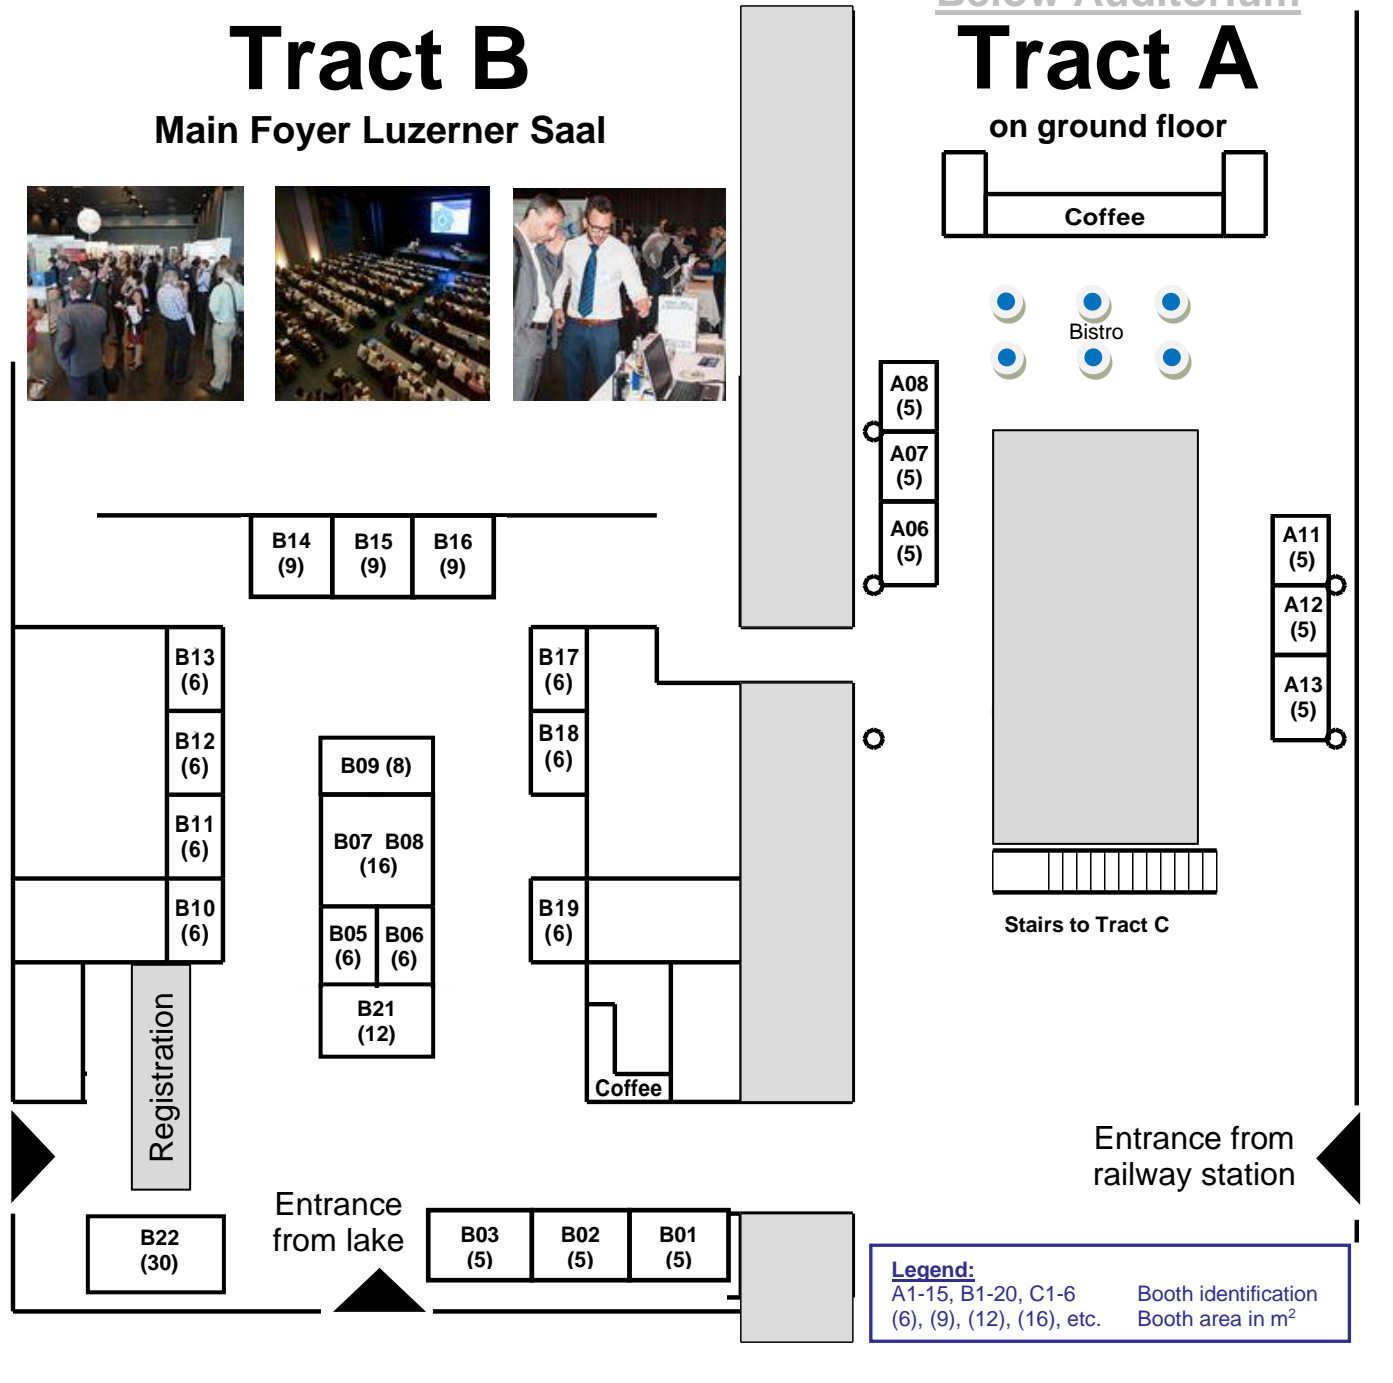 Below Auditorium
Tract B
Main Foyer Luzerner Saal
Tract A
on ground floor
Coffee
Bistro
A08
(5)
A07
(5)
A06
(5)
A11
(5)
A12
(5)
A13
(5)
B14
(9)
B15
(9)
B16
(9)
B13
(6)
B12
(6)
B11
(6)
B10
(6)
B17
(6)
B18
(6)
B19
(6)
B09 (8)
B07 B08
(16)
B05
(6)
B06
(6)
B21
(12)
Stairs to Tract C
Registration
Coffee
Entrance from
railway station
Entrance
from lake
B22
(30)
B03
(5)
B02
(5)
B01
(5)
Legend:
A1-15, B1-20, C1-6 Booth identification
(6), (9), (12), (16), etc. Booth area in m²